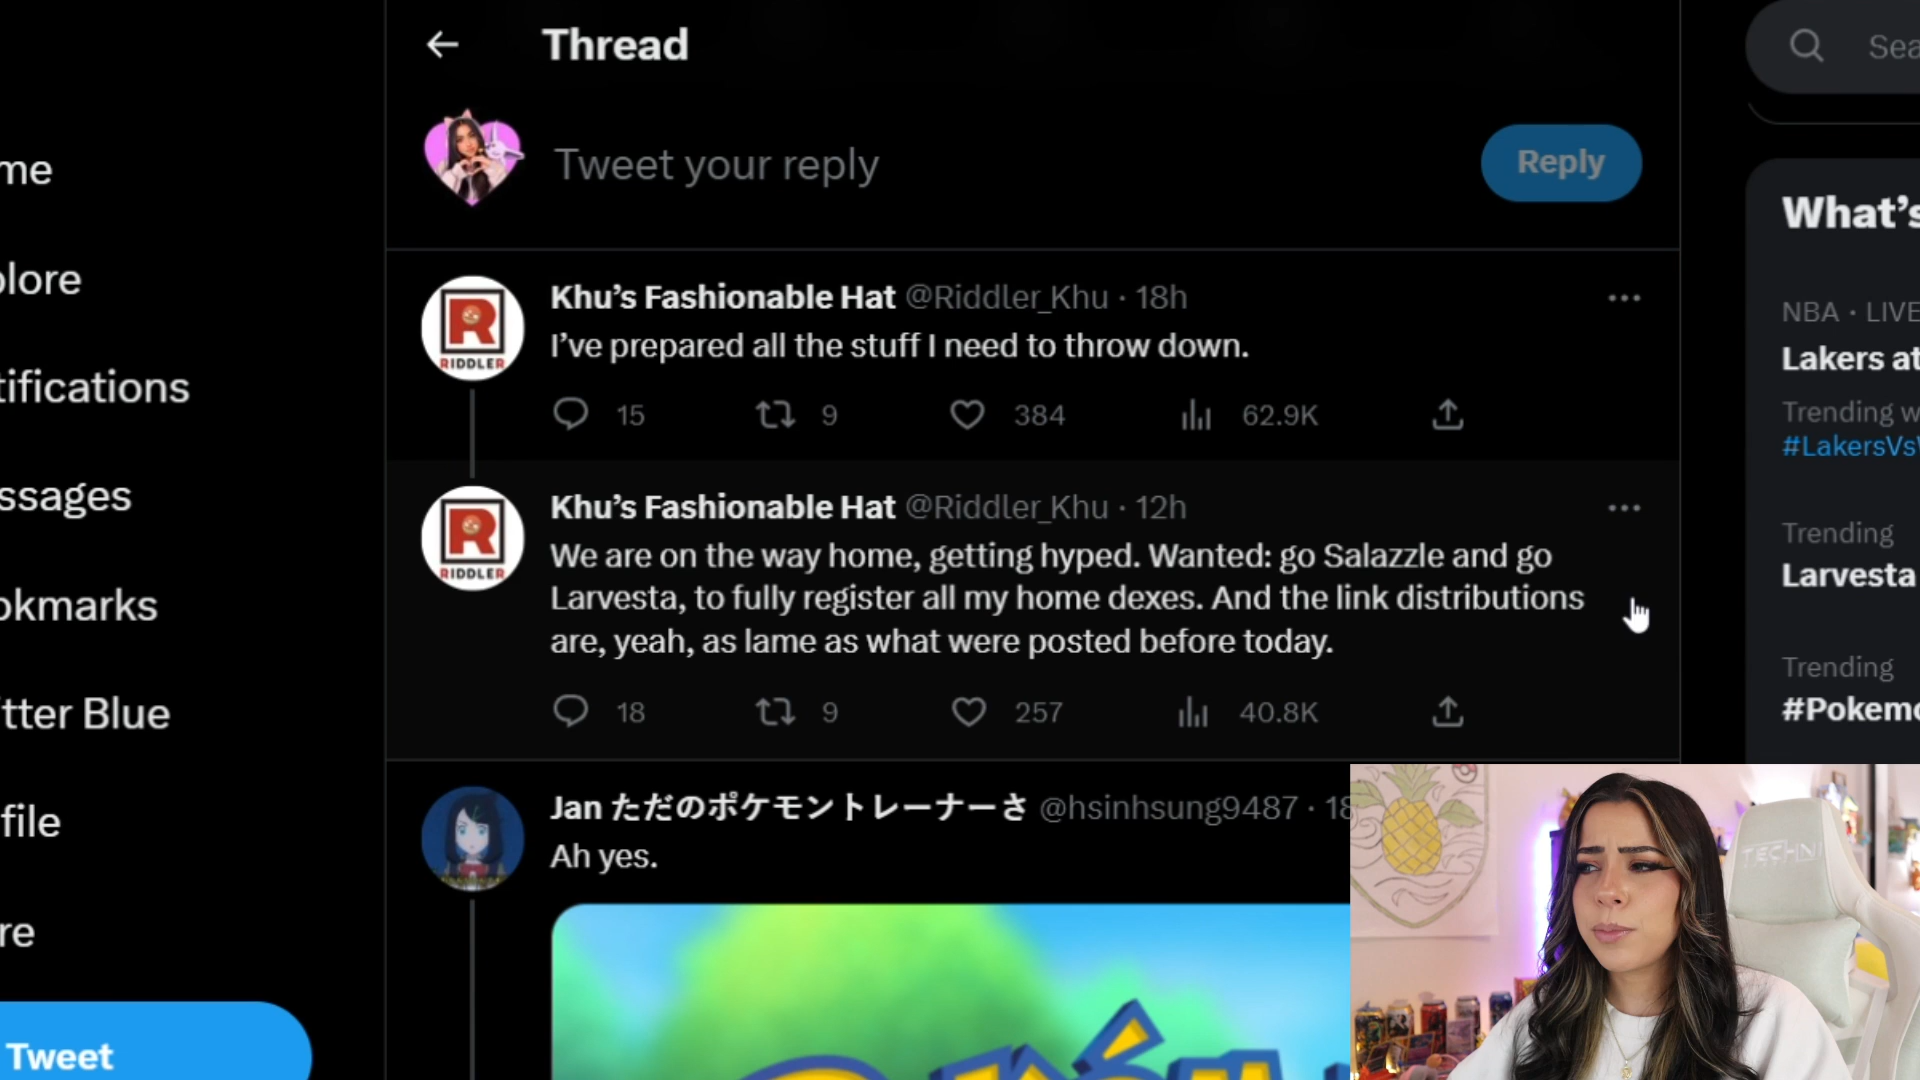 Thread
Sea
me
Tweet your reply
Reply
What's
plore
Khu's Fashionable Hat @Riddler_Khu · 18h
NBA · LIVE
I've prepared all the stuff I need to throw down.
Lakers at
R
RIDDLER
tifications
15
9
384
62.9K
Trending w
#LakersVsW
ssages
Khu's Fashionable Hat @Riddler_Khu · 12h
Trending
We are on the way home, getting hyped. Wanted: go Salazzle and go
R
RIDDLER
Larvesta
okmarks
Larvesta, to fully register all my home dexes. And the link distributions
are, yeah, as lame as what were posted before today.
Trending
tter Blue
18
9
257
40.8K
#Pokemo
file
Jan ただのポケモントレーナーさ @hsinhsung9487 · 18
Ah yes.
TECHNI
re
Tweet